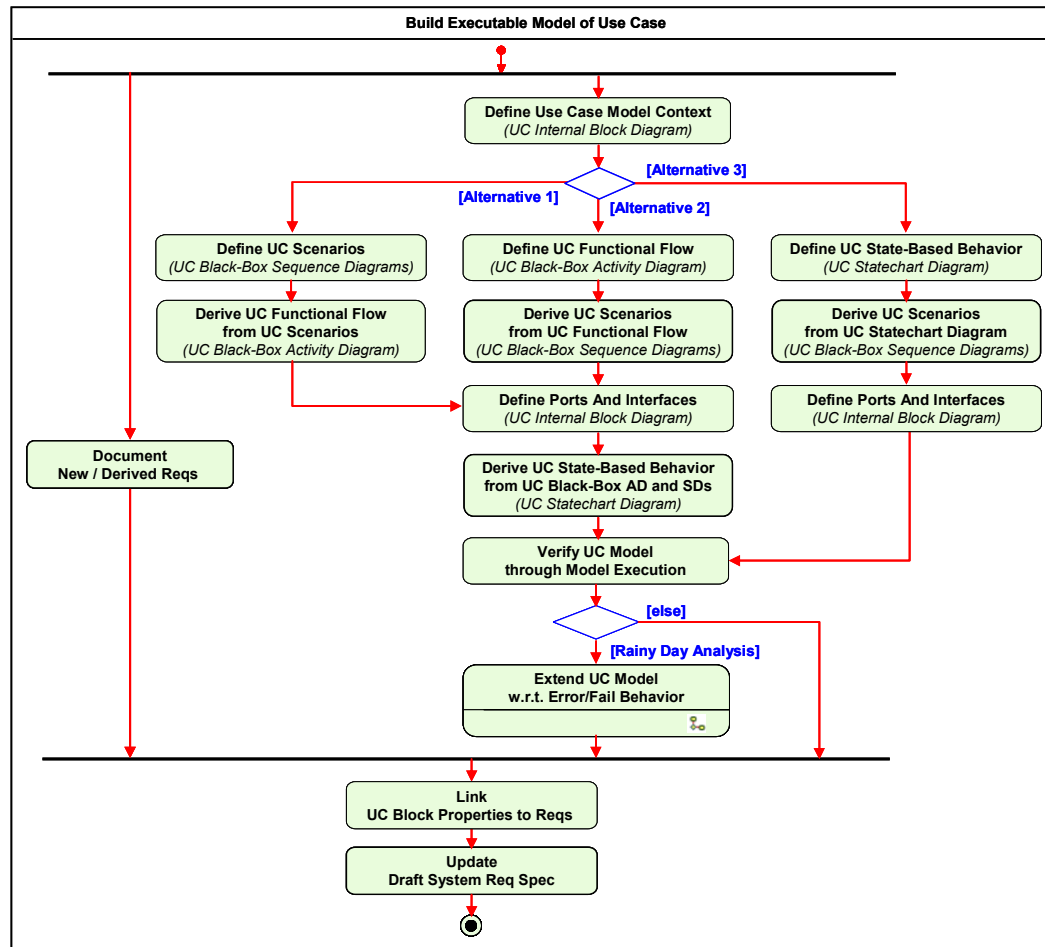 Build Executable Model of Use Case
Define Use Case Model Context
(UC Internal Block Diagram)
[Alternative 3]
[Alternative 1]
[Alternative 2]
Define UC Scenarios
(UC Black-Box Sequence Diagrams)
Define UC Functional Flow
(UC Black-Box Activity Diagram)
Define UC State-Based Behavior
(UC Statechart Diagram)
Derive UC Functional Flow
from UC Scenarios
(UC Black-Box Activity Diagram)
Derive UC Scenarios
from UC Functional Flow
(UC Black-Box Sequence Diagrams)
Derive UC Scenarios
from UC Statechart Diagram
(UC Black-Box Sequence Diagrams)
Define Ports And Interfaces
(UC Internal Block Diagram)
Define Ports And Interfaces
(UC Internal Block Diagram)
Document
New / Derived Reqs
Derive UC State-Based Behavior
from UC Black-Box AD and SDs
(UC Statechart Diagram)
Verify UC Model
through Model Execution
[else]
[Rainy Day Analysis]
Extend UC Model
w.r.t. Error/Fail Behavior
Link
UC Block Properties to Reqs
Update
Draft System Req Spec